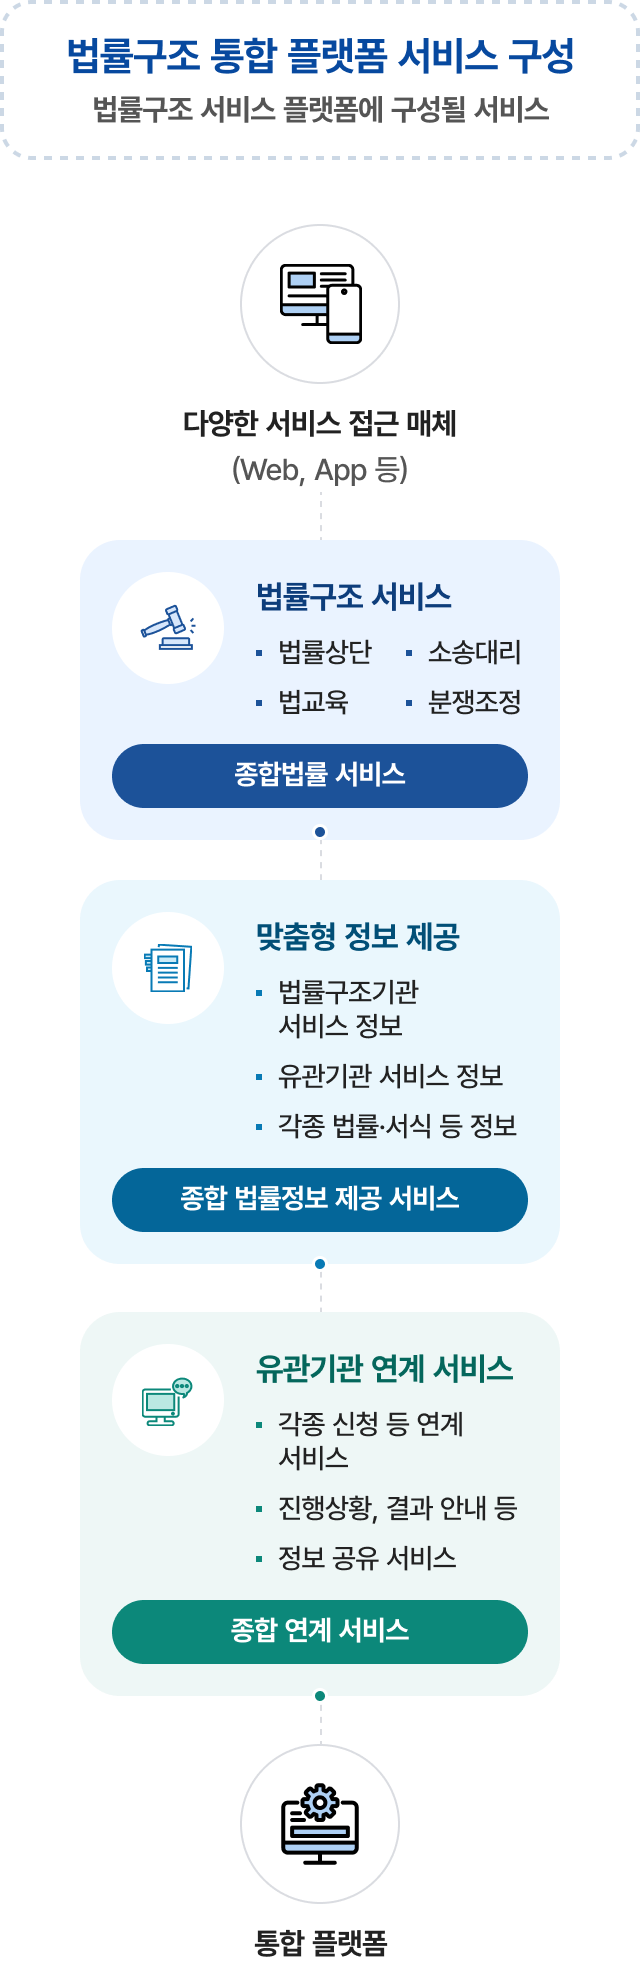 법률구조 통합 플랫폼 서비스 구성
법률구조 서비스 플랫폼에 구성될 서비스
다양한 서비스 접근 매체
(Web, App 등)
법률구조 서비스
법률상단
소송대리
법교육
분쟁조정
종합법률 서비스
맞춤형 정보 제공
법률구조기관
서비스 정보
유관기관 서비스 정보
각종 법률·서식 등 정보
종합 법률정보 제공 서비스
유관기관 연계 서비스
각종 신청 등 연계
서비스
진행상황, 결과 안내 등
정보 공유 서비스
종합 연계 서비스
통합 플랫폼